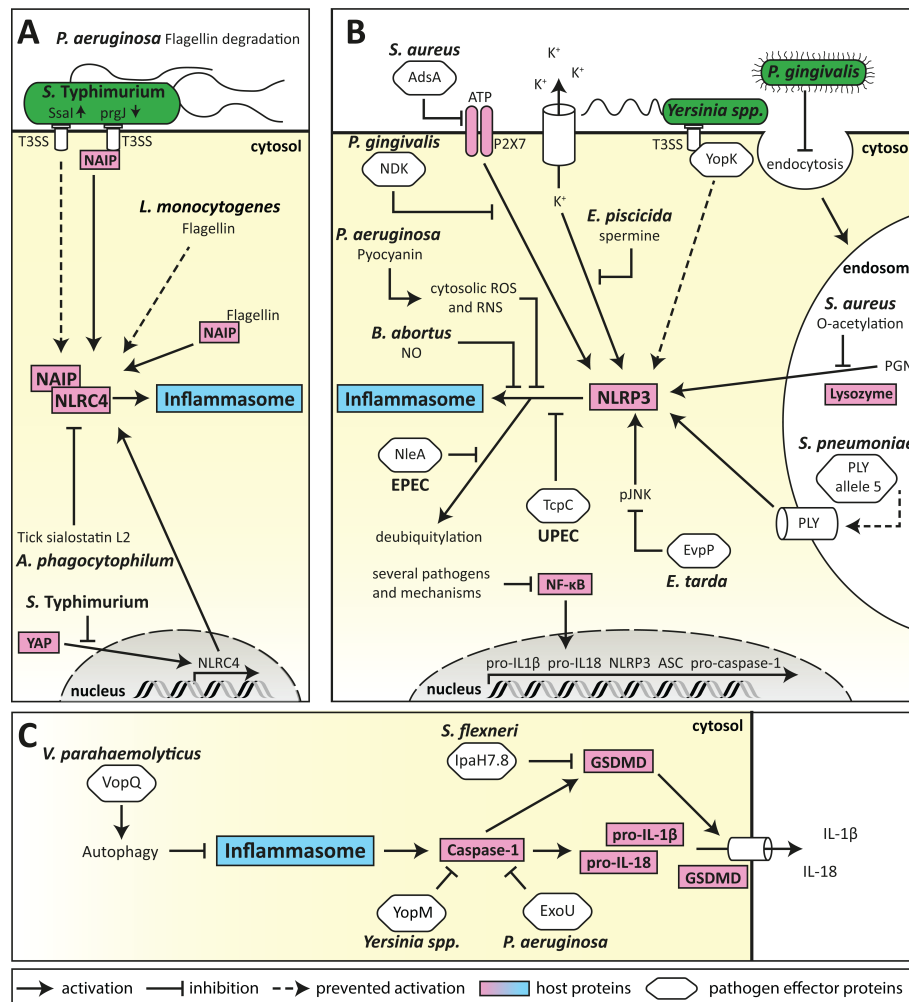 A
P. aeruginosa Flagellin degradation
S. Typhimurium
SsaI prgJ
T3SS T3SS
cytosol
NAIP
L. monocytogenes
Flagellin
Flagellin
NAIP
NAIP
NLRC4
Inflammasome
Tick sialostatin L2
A. phagocytophilum
S. Typhimurium
YAP
NLRC4
nucleus
B
S. aureus
AdsA
ATP
P2X7
K+
K+
K+
K+
P. gingivalis
Yersinia spp.
T3SS
YopK
endocytosis
cytoso
P. gingivalis
NDK
P. aeruginosa
Pyocyanin
cytosolic ROS
and RNS
E. piscicida
spermine
B. abortus
NO
endosom
S. aureus
O-acetylation
PGN
Lysozyme
Inflammasome
NLRP3
NleA
EPEC
deubiquitylation
TcpC
UPEC
pJNK
EvpP
E. tarda
S. pneumoniae
PLY
allele 5
PLY
several pathogens
and mechanisms
NF-κB
pro-IL1β pro-IL18 NLRP3 ASC pro-caspase-1
nucleus
C
cytosol
V. parahaemolyticus
VopQ
Autophagy
Inflammasome
S. flexneri
IpaH7.8
GSDMD
Caspase-1
pro-IL-1β
pro-IL-18
GSDMD
IL-1β
IL-18
YopM
Yersinia spp.
ExoU
P. aeruginosa
activation inhibition prevented activation host proteins pathogen effector proteins